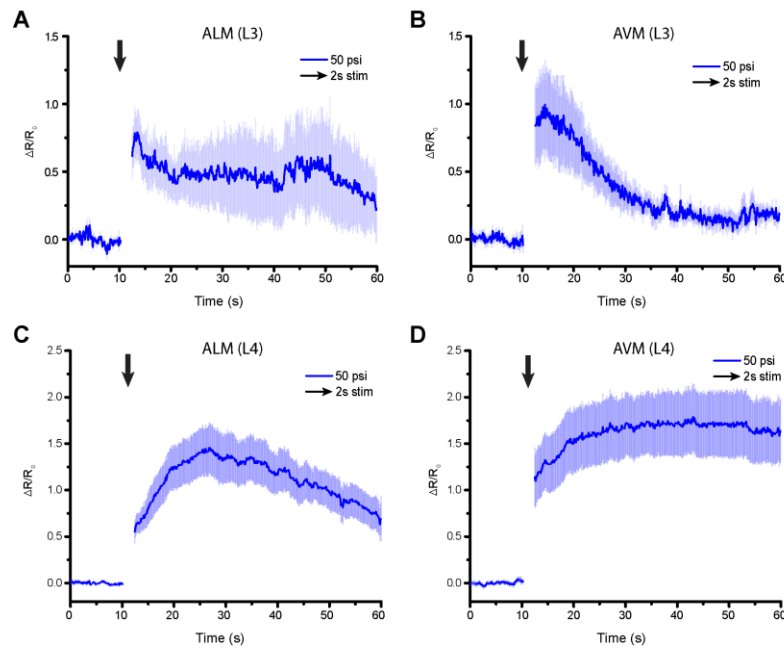 A
ALM (L3)
50 psi
2s stim
ΔR/R₀
1.5
1.0
0.5
0.0
0 10 20 30 40 50 60
Time (s)
B
AVM (L3)
50 psi
2s stim
ΔR/R₀
1.5
1.0
0.5
0.0
0 10 20 30 40 50 60
Time (s)
C
ALM (L4)
50 psi
2s stim
ΔR/R₀
2.5
2.0
1.5
1.0
0.5
0.0
0 10 20 30 40 50 60
Time (s)
D
AVM (L4)
50 psi
2s stim
ΔR/R₀
2.5
2.0
1.5
1.0
0.5
0.0
0 10 20 30 40 50 60
Time (s)